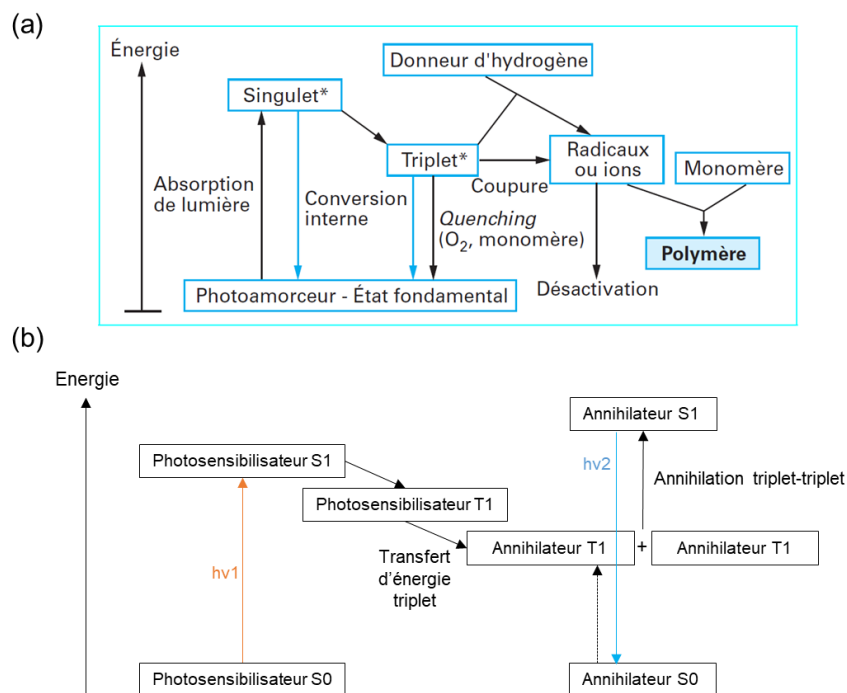 (a)
Énergie
Donneur d'hydrogène
Singulet*
Triplet*
Radicaux
ou ions
Monomère
Absorption
de lumière
Conversion
interne
Coupure
Quenching
(O2, monomère)
Polymère
Photoamorceur - État fondamental
Désactivation
(b)
Energie
Annihilateur S1
Photosensibilisateur S1
hv2
Annihilation triplet-triplet
Photosensibilisateur T1
Annihilateur T1
+
Annihilateur T1
Transfert
d'énergie
triplet
hv1
Photosensibilisateur S0
Annihilateur S0